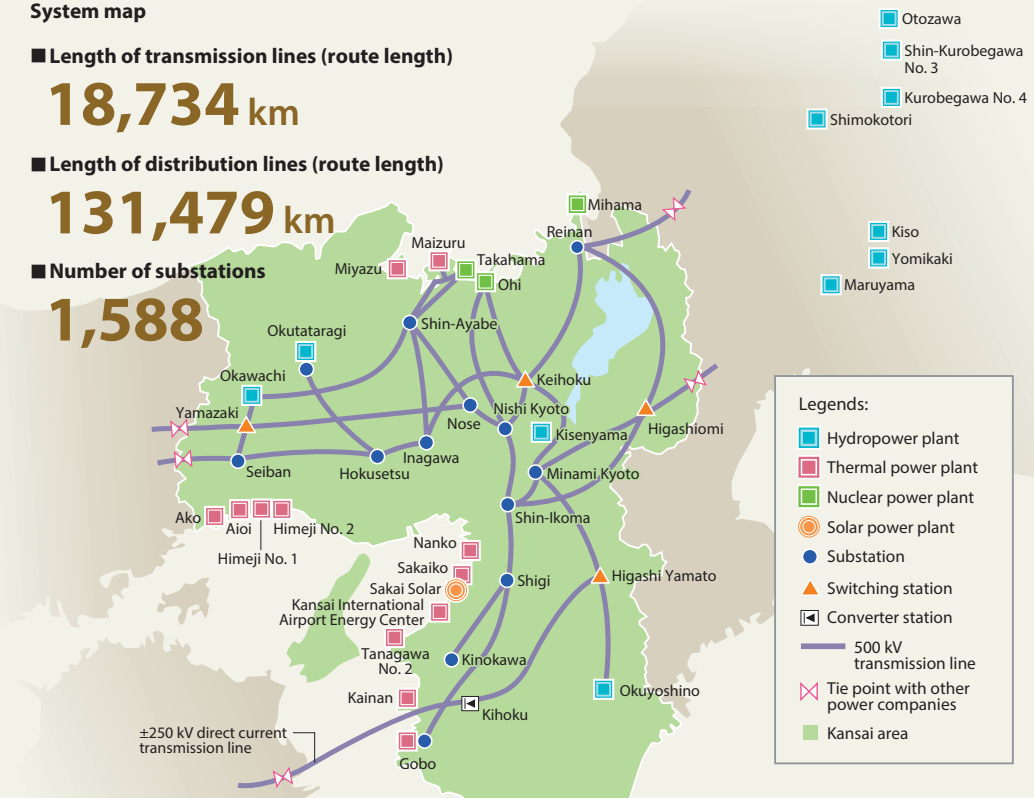 System map
■ Length of transmission lines (route length)
18,734 km
■ Length of distribution lines (route length)
131,479 km
■ Number of substations
1,588
Otozawa
Shin-Kurobegawa
No. 3
Kurobegawa No. 4
Shimokotori
Kiso
Yomikaki
Maruyama
Mihama
Reinan
Maizuru
Miyazu
Takahama
Ohi
Shin-Ayabe
Okutataragi
Okawachi
Keihoku
Yamazaki
Nose
Nishi Kyoto
Kisenyama
Higashiomi
Seiban
Hokusetsu
Inagawa
Minami Kyoto
Ako
Aioi
Himeji No. 2
Himeji No. 1
Shin-Ikoma
Nanko
Sakaiko
Sakai Solar
Shigi
Higashi Yamato
Kansai International
Airport Energy Center
Tanagawa
No. 2
Kinokawa
Kainan
Okuyoshino
Kihoku
±250 kV direct current
transmission line
Gobo
Legends:
Hydropower plant
Thermal power plant
Nuclear power plant
Solar power plant
Substation
Switching station
Converter station
500 kV
transmission line
Tie point with other
power companies
Kansai area